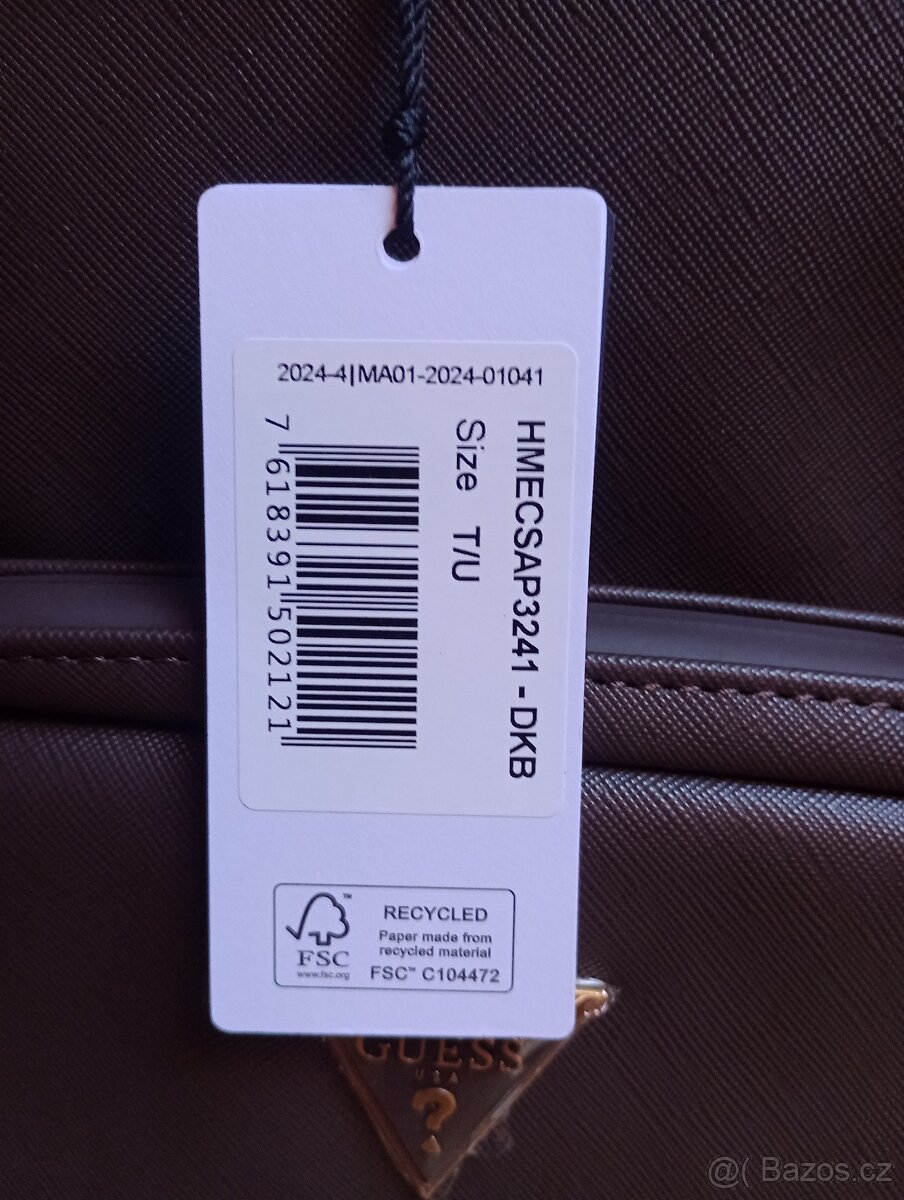 2024-4|MA01-2024-01041
HMECSAP3241 - DKB
Size T/U
7 618391 502121
FSC
www.fsc.org
RECYCLED
Paper made from
recycled material
FSC™ C104472
GUESS
USA
?
@( Bazos.cz